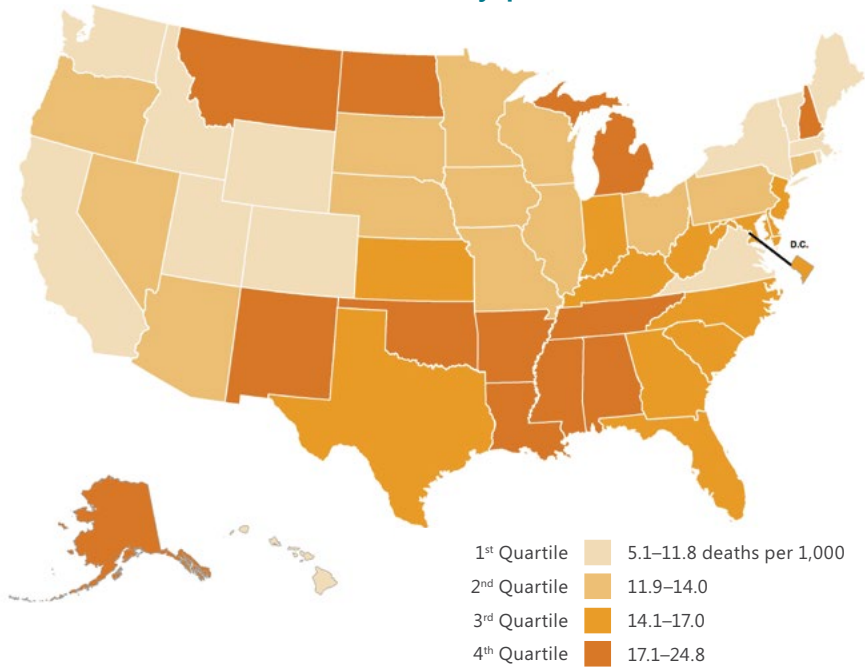 D.C.
1st Quartile 5.1–11.8 deaths per 1,000
2nd Quartile 11.9–14.0
3rd Quartile 14.1–17.0
4th Quartile 17.1–24.8